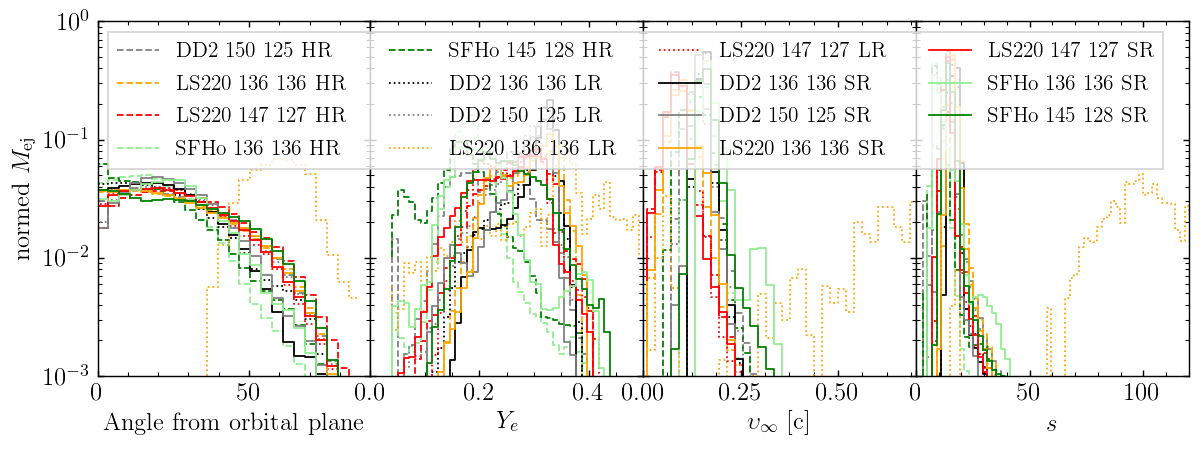 10⁰
10⁻¹
10⁻²
10⁻³
normed M_ej
DD2 150 125 HR
LS220 136 136 HR
LS220 147 127 HR
SFHo 136 136 HR
SFHo 145 128 HR
DD2 136 136 LR
DD2 150 125 LR
LS220 136 136 LR
LS220 147 127 LR
DD2 136 136 SR
DD2 150 125 SR
LS220 136 136 SR
LS220 147 127 SR
SFHo 136 136 SR
SFHo 145 128 SR
0 50
0.0 0.2 0.4
0.00 0.25 0.50
0 50 100
Angle from orbital plane
Y_e
υ_∞ [c]
s